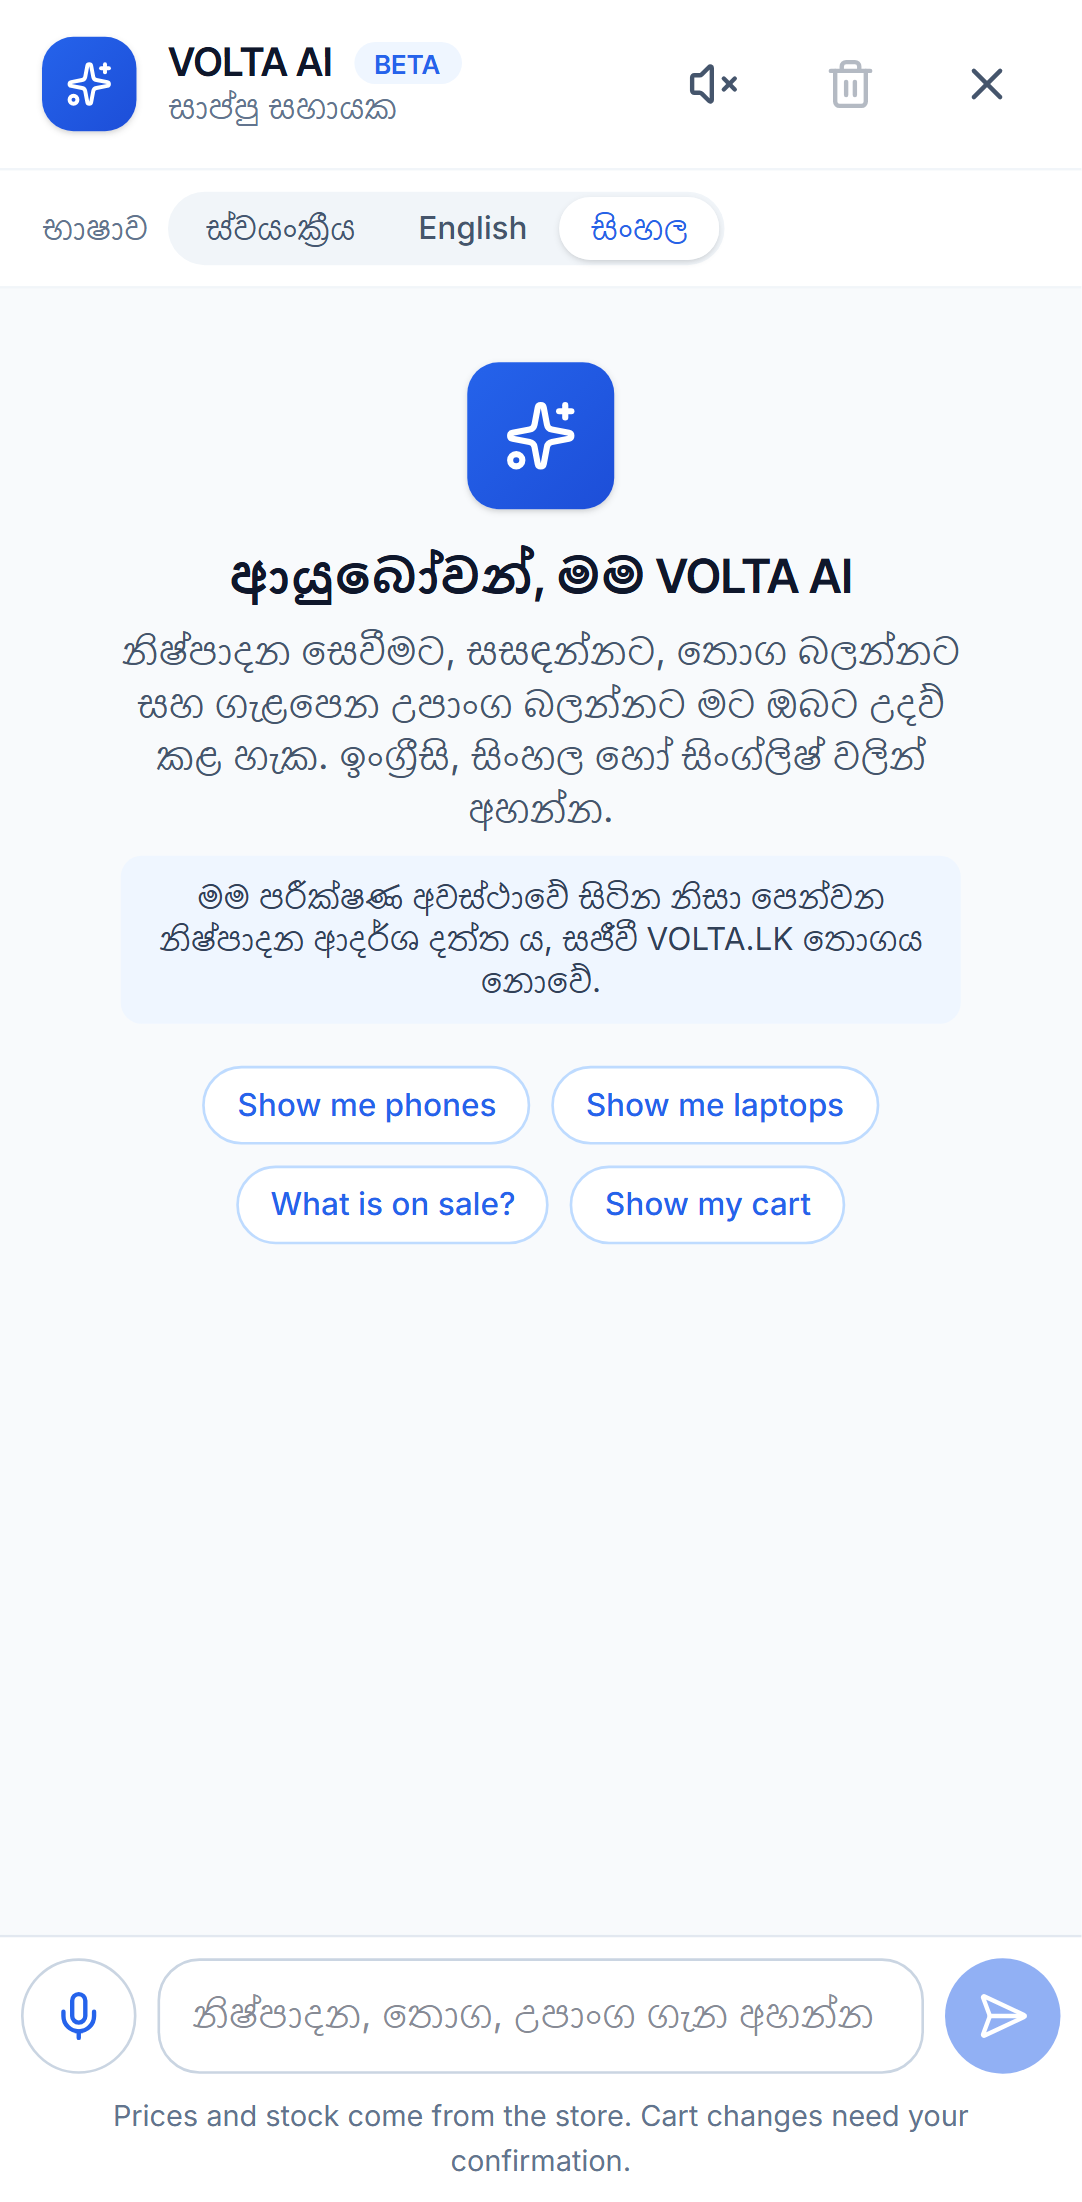 VOLTA AI BETA
සාප්පු සහායක
භාෂාව ස්වයංක්‍රීය English සිංහල
ආයුබෝවන්, මම VOLTA AI
නිෂ්පාදන සෙවීමට, සසඳන්නට, තොග බලන්නට
සහ ගැළපෙන උපාංග බලන්නට මට ඔබට උදව්
කළ හැක. ඉංග්‍රීසි, සිංහල හෝ සිංග්ලිෂ් වලින්
අහන්න.
මම පරීක්ෂණ අවස්ථාවේ සිටින නිසා පෙන්වන
නිෂ්පාදන ආදර්ශ දත්ත ය, සජීවී VOLTA.LK තොගය
නොවේ.
Show me phones Show me laptops
What is on sale? Show my cart
නිෂ්පාදන, තොග, උපාංග ගැන අහන්න
Prices and stock come from the store. Cart changes need your
confirmation.